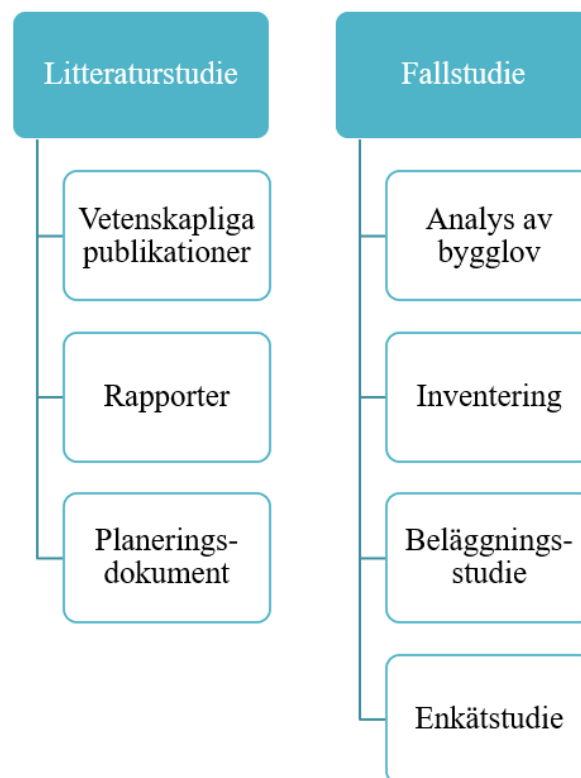 Litteraturstudie
Vetenskapliga
publikationer
Rapporter
Planerings-
dokument
Fallstudie
Analys av
bygglov
Inventering
Beläggnings-
studie
Enkätstudie